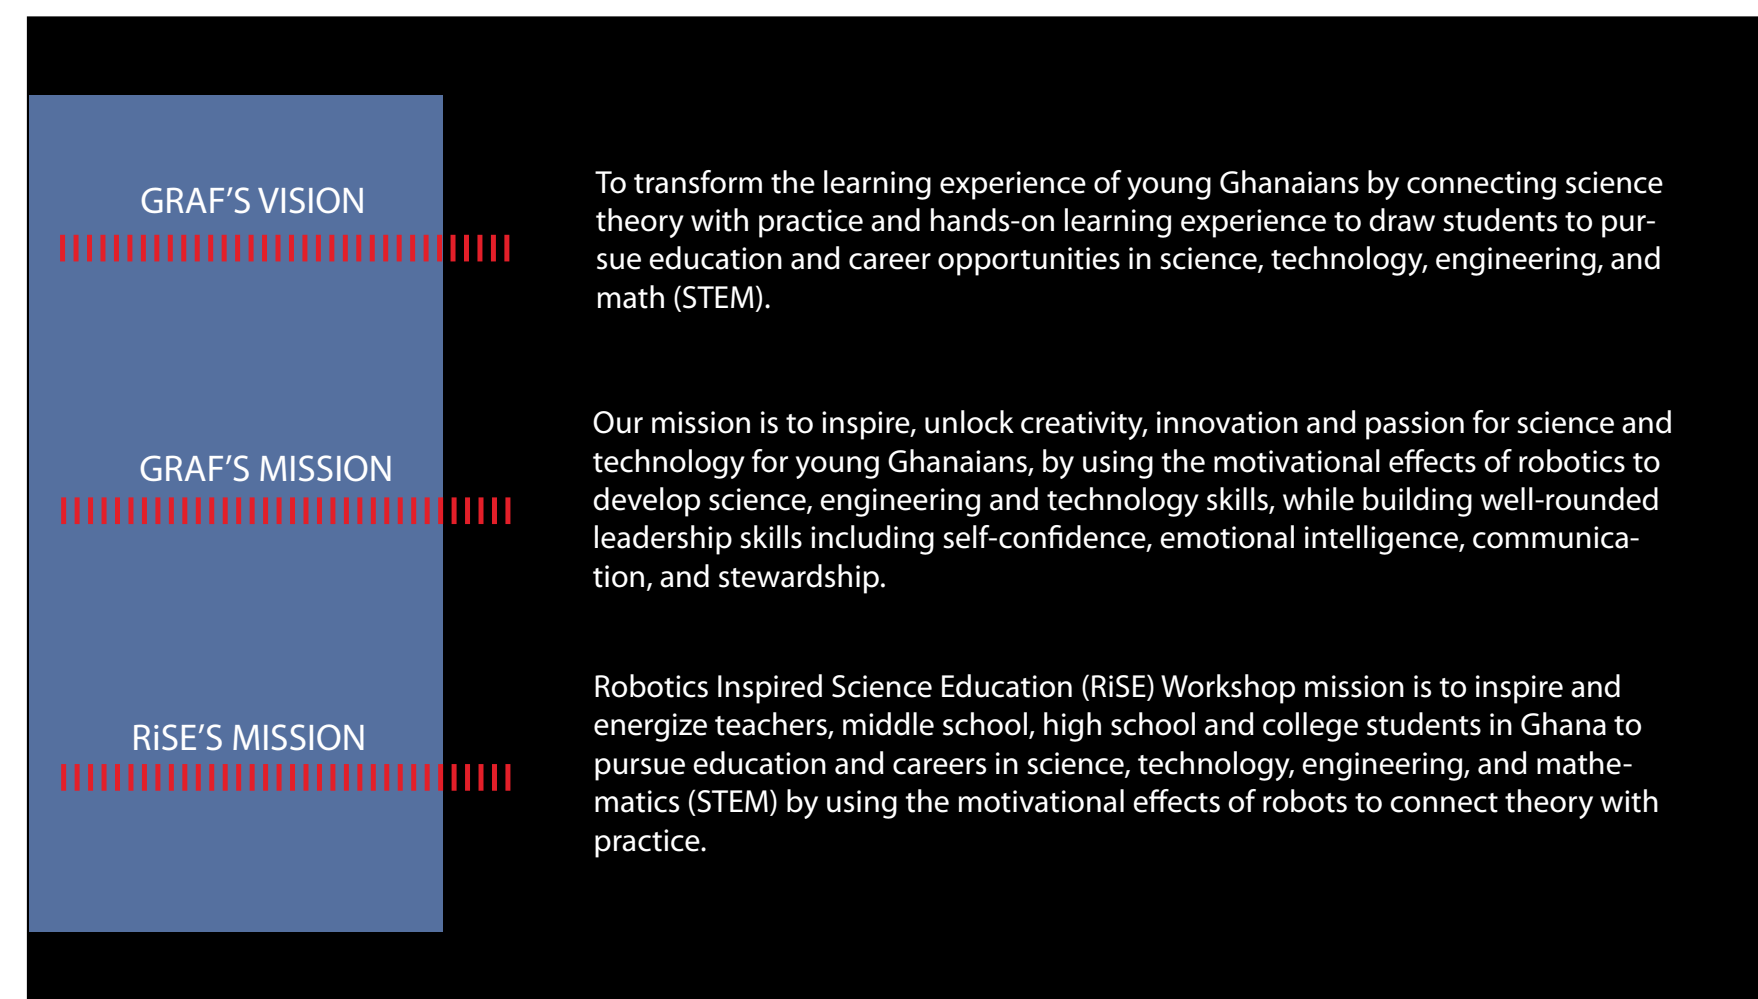 GRAF’S VISION
To transform the learning experience of young Ghanaians by connecting science
theory with practice and hands-on learning experience to draw students to pur-
sue education and career opportunities in science, technology, engineering, and
math (STEM).
GRAF’S MISSION
Our mission is to inspire, unlock creativity, innovation and passion for science and
technology for young Ghanaians, by using the motivational effects of robotics to
develop science, engineering and technology skills, while building well-rounded
leadership skills including self-confidence, emotional intelligence, communica-
tion, and stewardship.
RiSE’S MISSION
Robotics Inspired Science Education (RiSE) Workshop mission is to inspire and
energize teachers, middle school, high school and college students in Ghana to
pursue education and careers in science, technology, engineering, and mathe-
matics (STEM) by using the motivational effects of robots to connect theory with
practice.